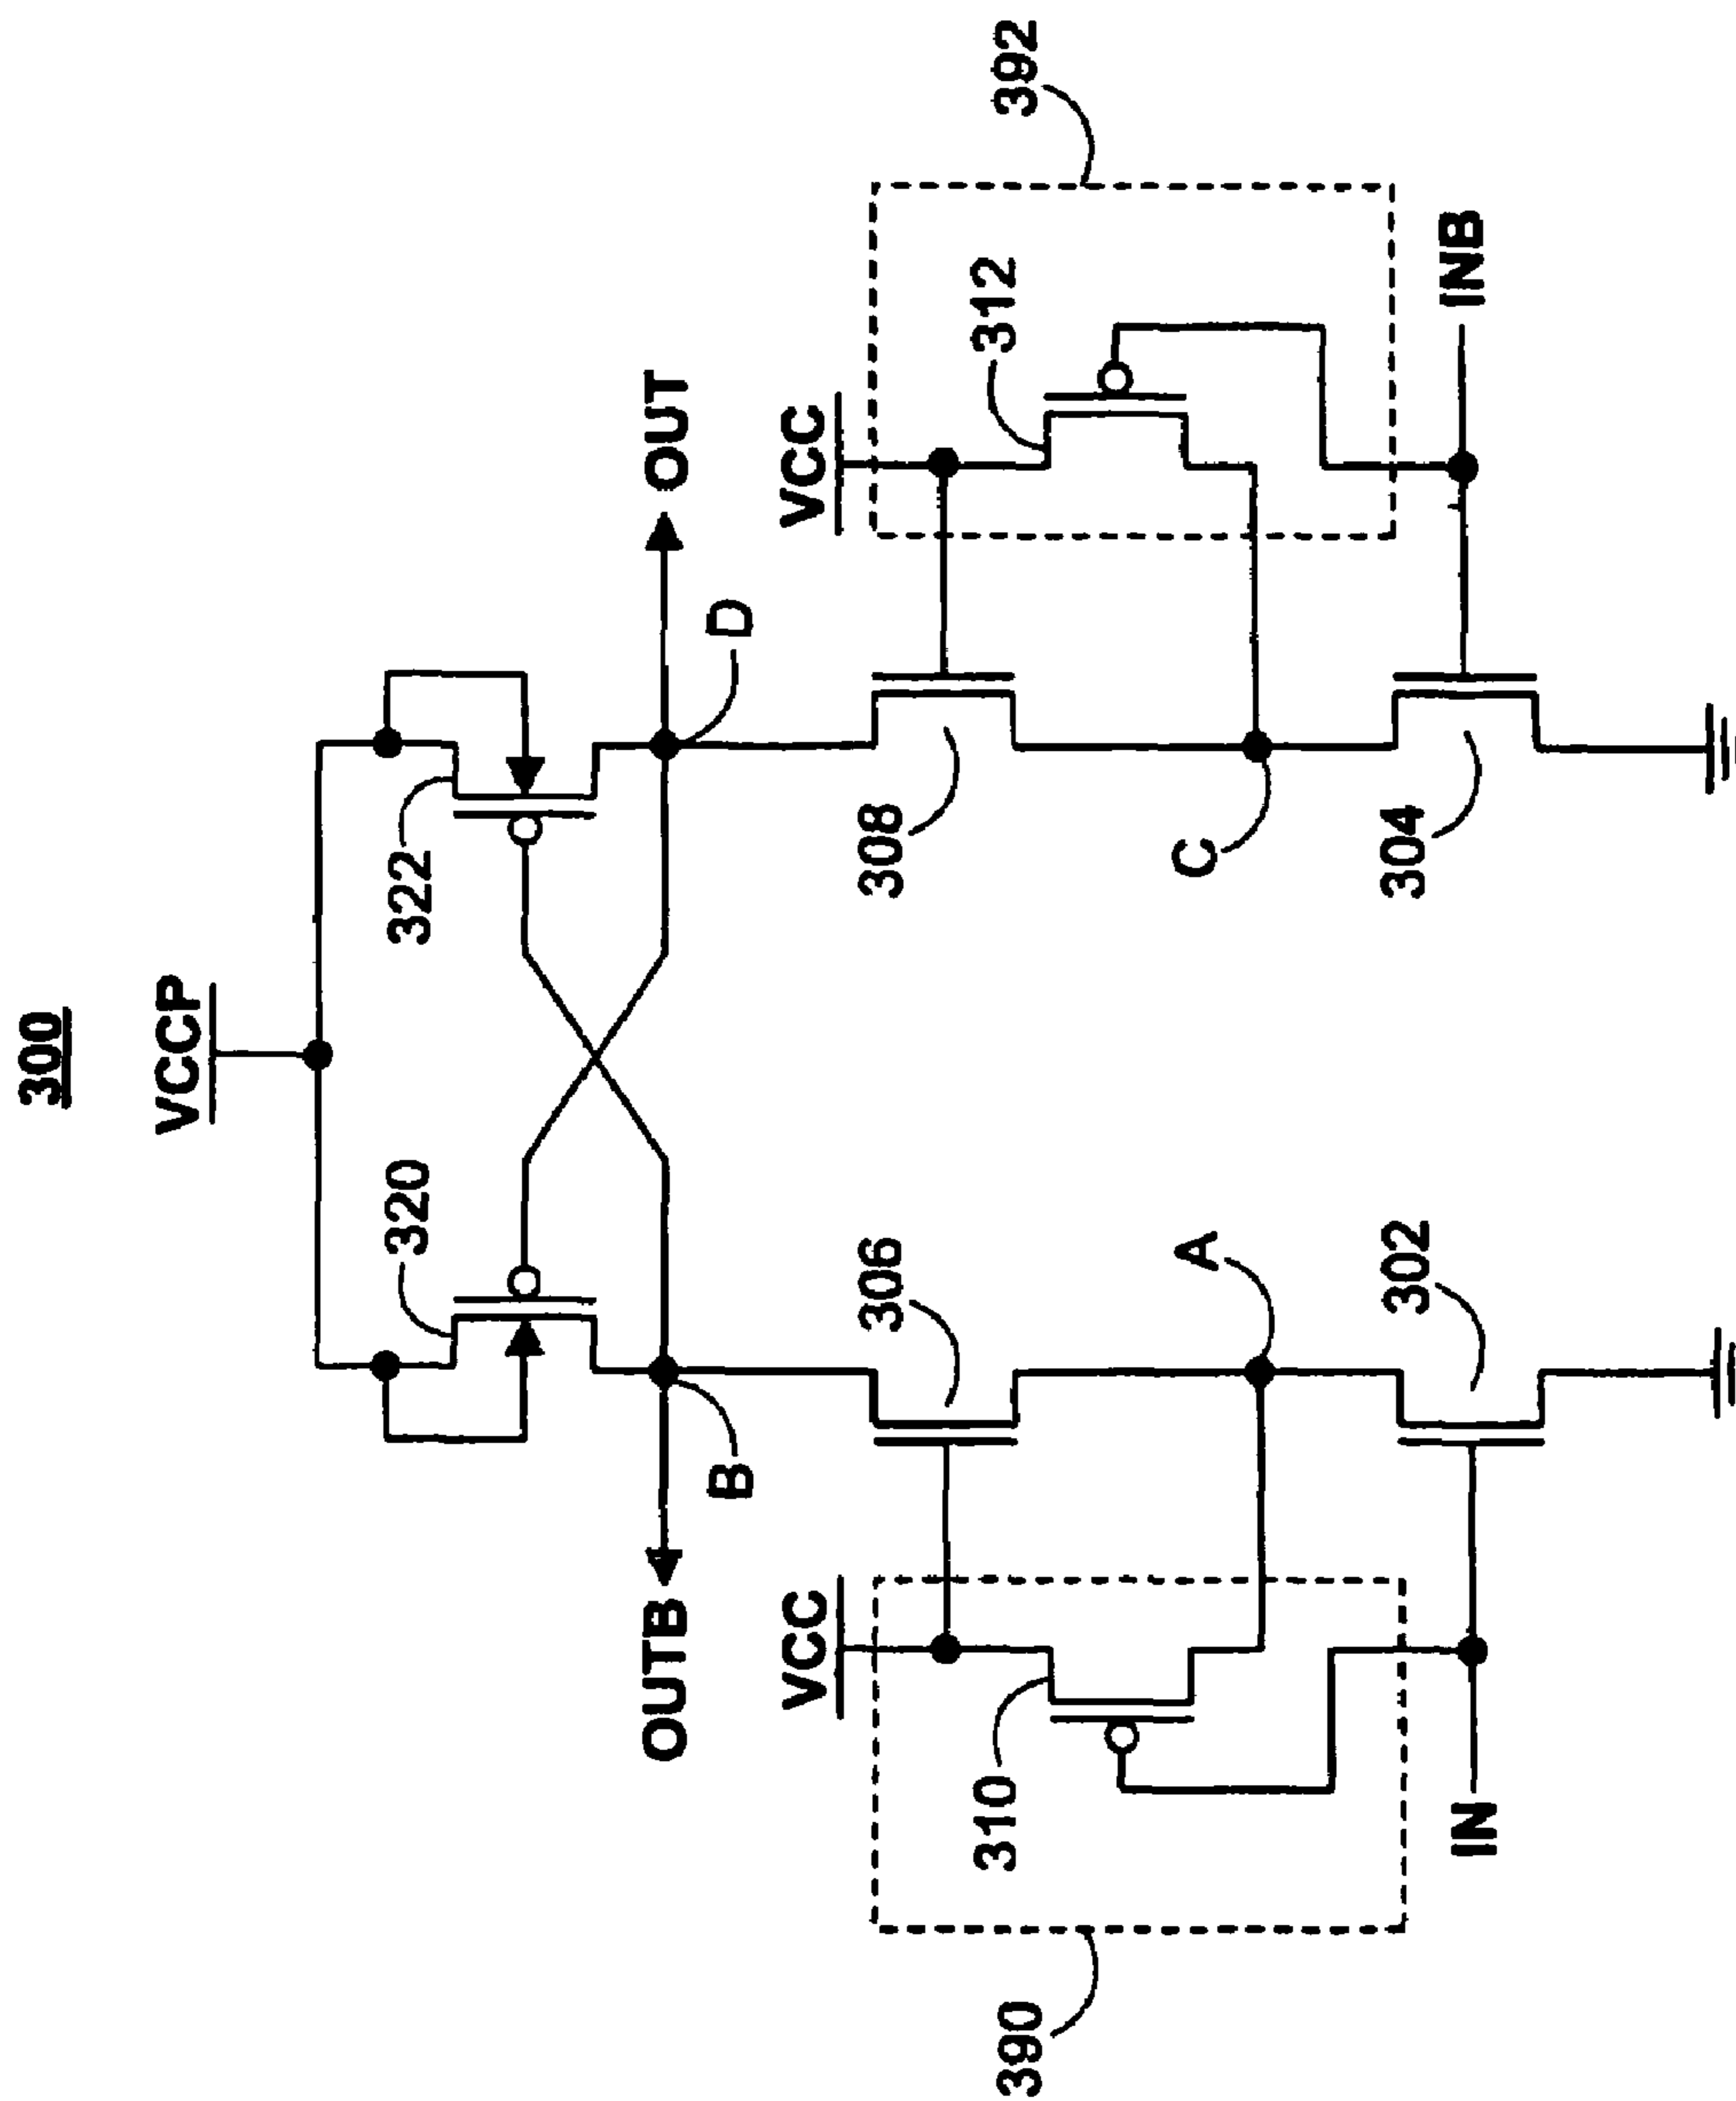 300
VCCP
320
322
OUTB
B
D
OUT
VCC
306
308
VCC
390
310
A
C
312
392
IN
302
304
INB